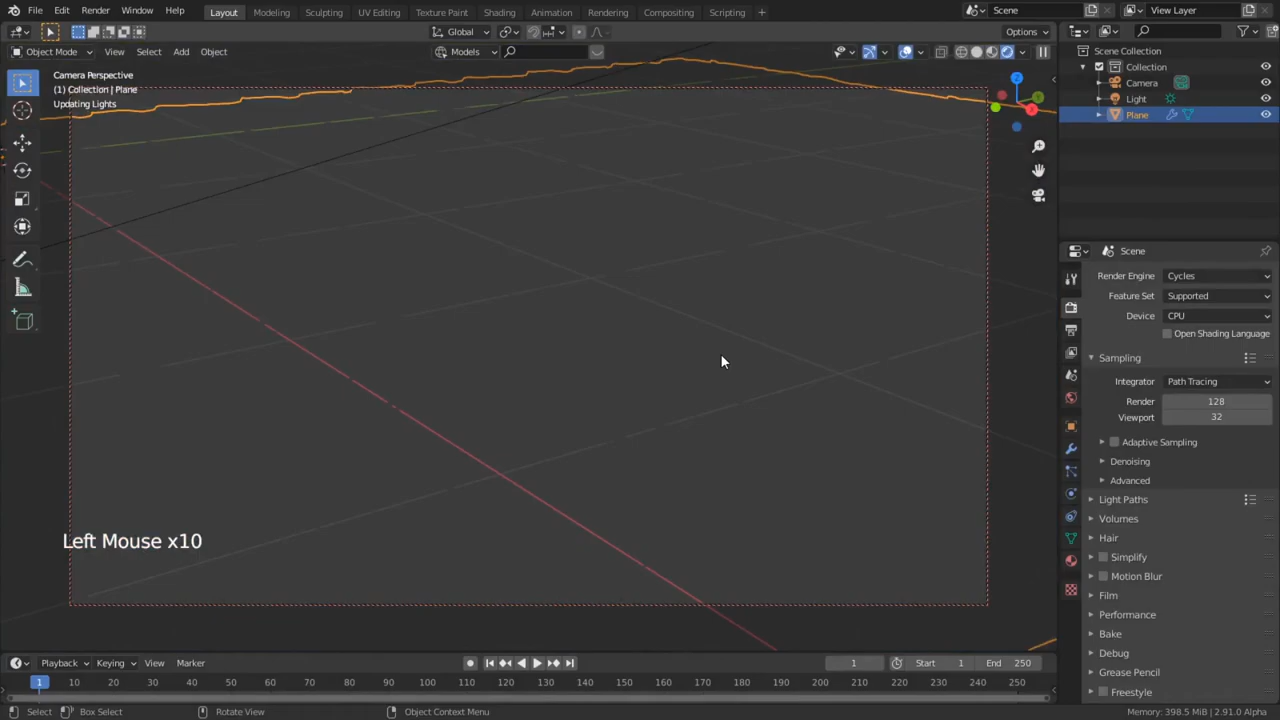 File Edit Render Window Help Layout Modeling Sculpting UV Editing Texture Paint Shading Animation Rendering Compositing Scripting + Scene View Layer
Global Options
Object Mode View Select Add Object Models
Camera Perspective
(1) Collection | Plane
Updating Lights
Left Mouse x10
Z
X
Scene Collection
Collection
Camera
Light
Plane
Scene
Render Engine Cycles
Feature Set Supported
Device CPU
Open Shading Language
Sampling
Integrator Path Tracing
Render 128
Viewport 32
Adaptive Sampling
Denoising
Advanced
Light Paths
Volumes
Hair
Simplify
Motion Blur
Film
Performance
Bake
Debug
Grease Pencil
Freestyle
Playback Keying View Marker 1 Start 1 End 250
1 10 20 30 40 50 60 70 80 90 100 110 120 130 140 150 160 170 180 190 200 210 220 230 240 250
Select Box Select Rotate View Object Context Menu Memory: 398.5 MiB | 2.91.0 Alpha